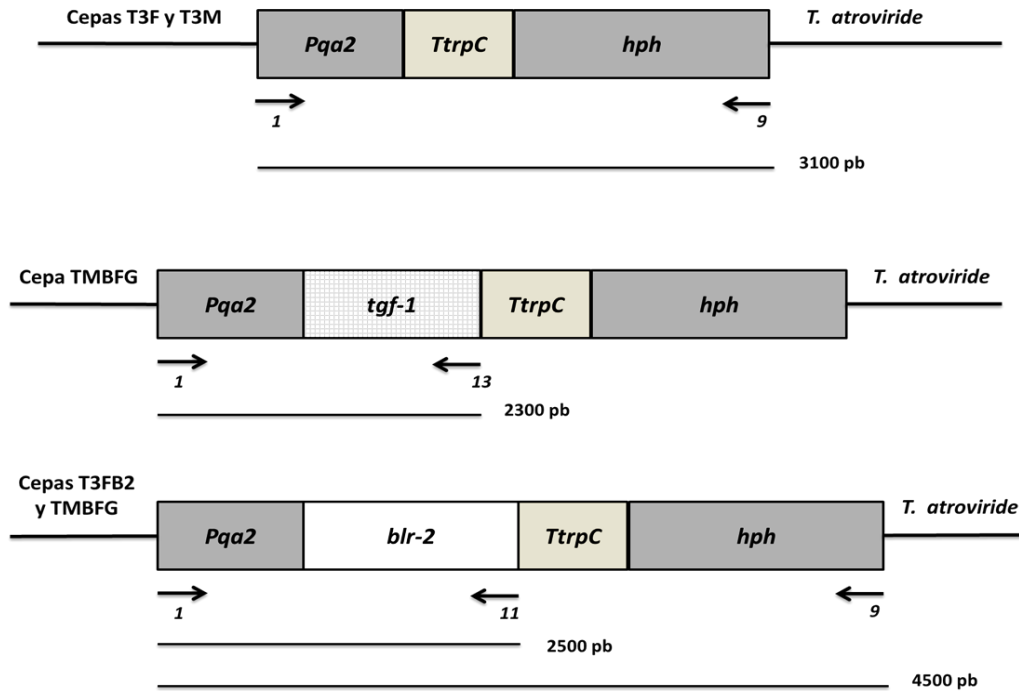 Cepas T3F y T3M
T. atroviride
Pqa2 TtrpC hph
1 9
3100 pb
Cepa TMBFG
T. atroviride
Pqa2 tgf-1 TtrpC hph
1 13
2300 pb
Cepas T3FB2
y TMBFG
T. atroviride
Pqa2 blr-2 TtrpC hph
1 11 9
2500 pb
4500 pb